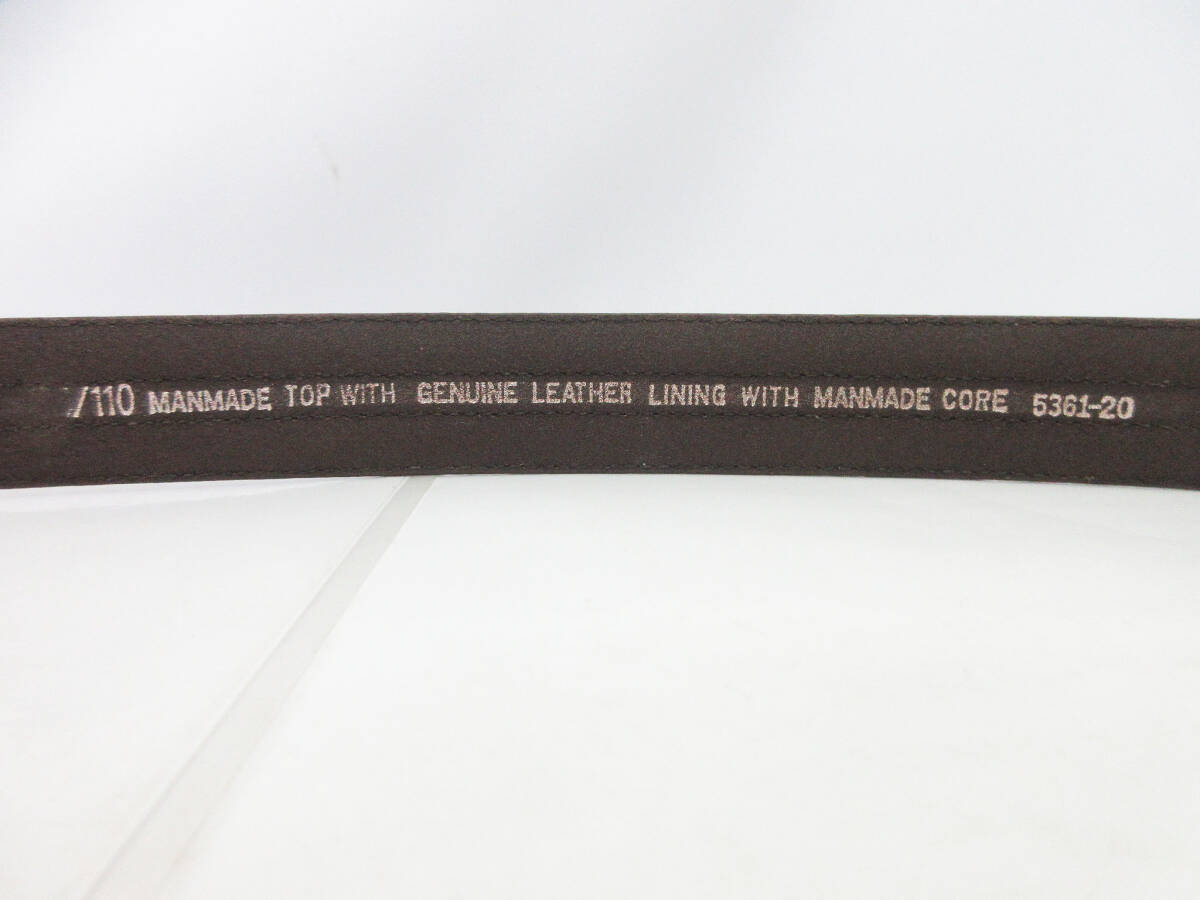 /110 MANMADE TOP WITH GENUINE LEATHER LINING WITH MANMADE CORE 5361-20